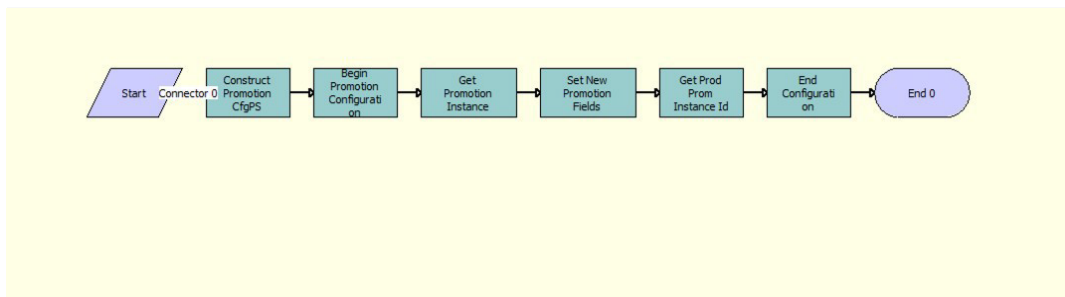 Start
Connector 0
Construct
Promotion
CfgPS
Begin
Promotion
Configurati
on
Get
Promotion
Instance
Set New
Promotion
Fields
Get Prod
Prom
Instance Id
End
Configurati
on
End 0